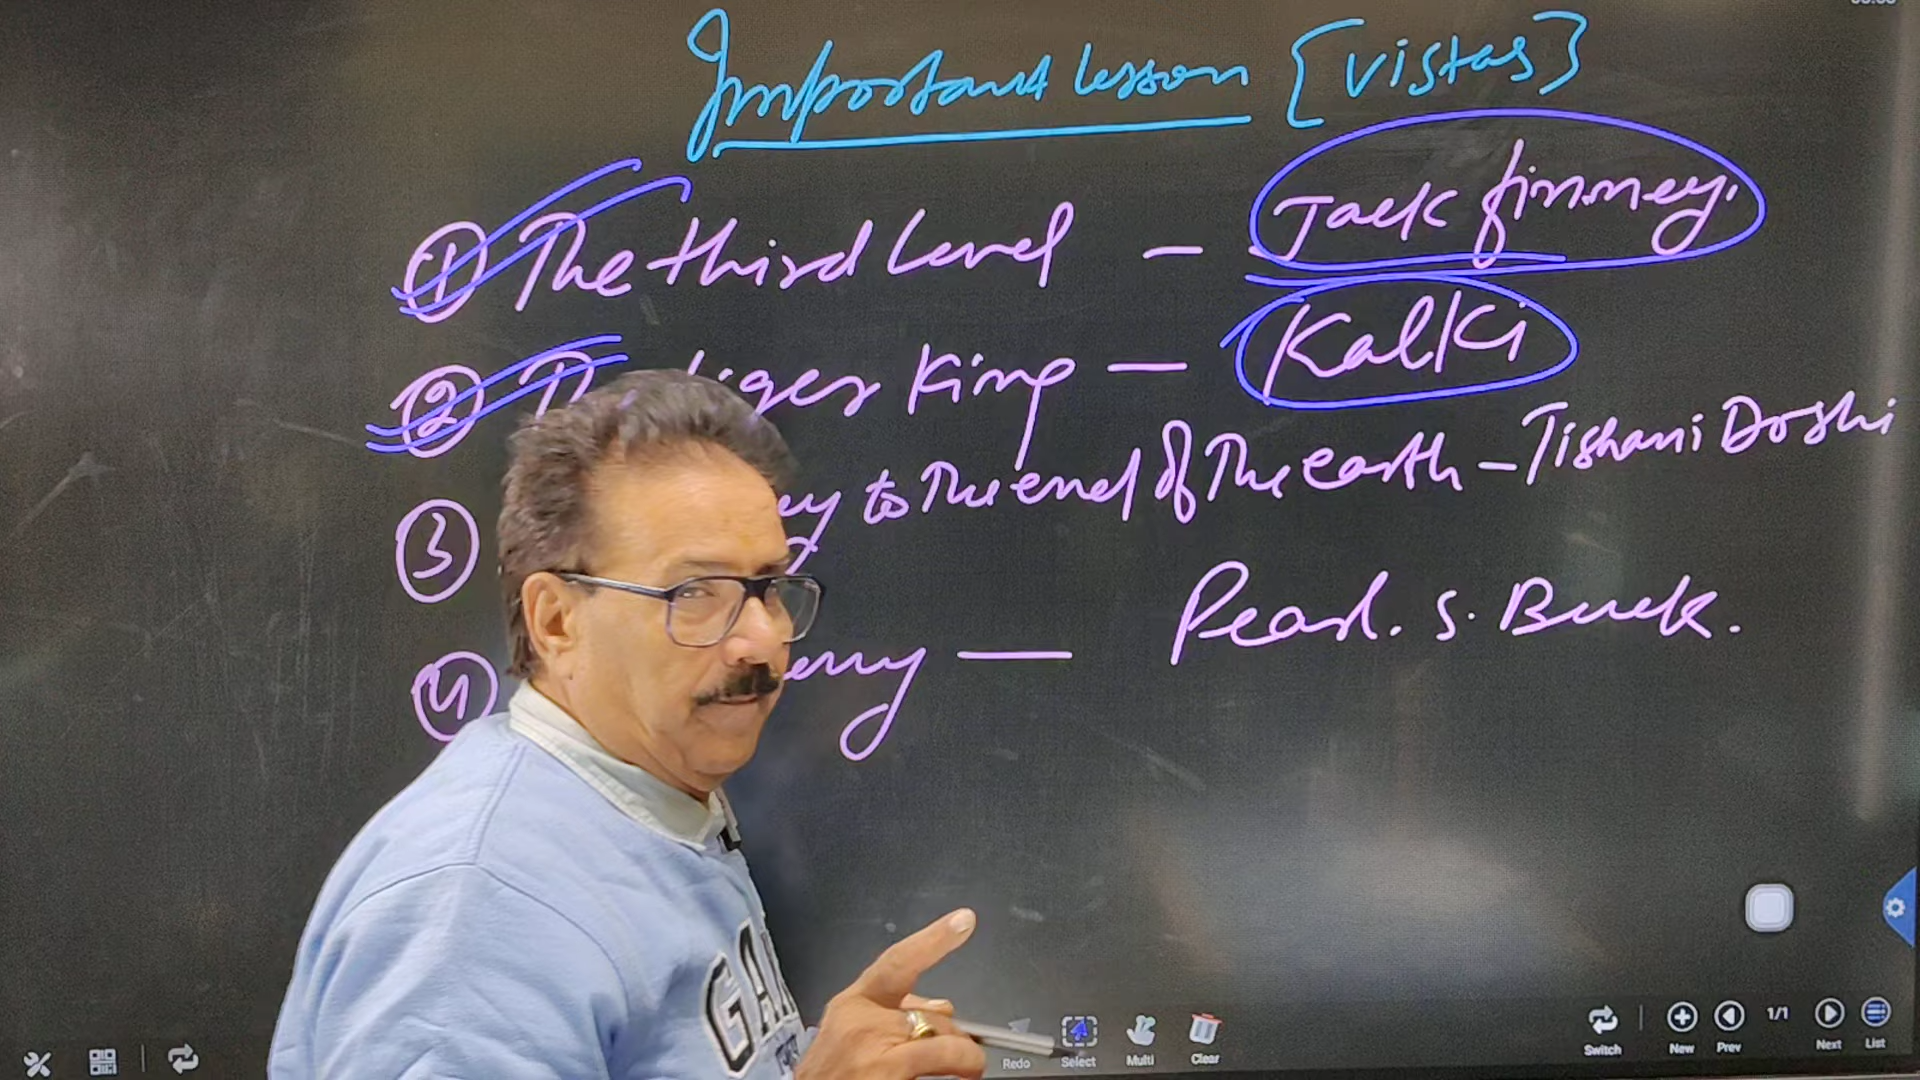 Important lesson [Vistas]
① The third level - Jack finney.
② Tiger King - Kalki
③ to The end of The earth - Tishani Doshi
④ - Pearl. S. Buck.
Redo
Select
Multi
Clear
Switch
New
Prev
1/1
Next
List